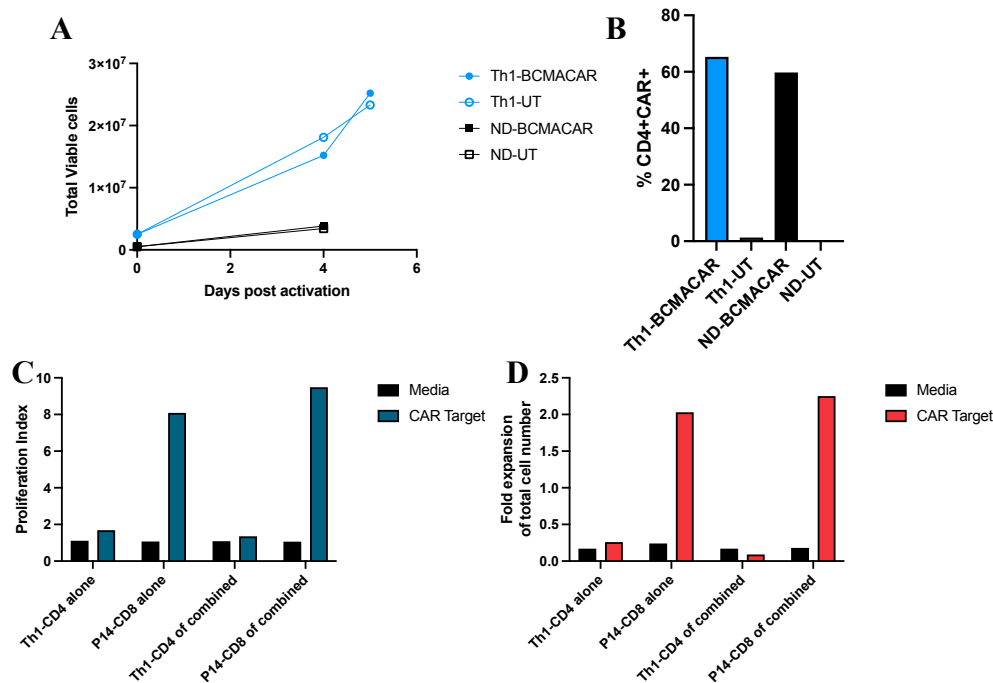 A
Total Viable cells
3×10⁷
2×10⁷
1×10⁷
0
0
2
4
6
Days post activation
Th1-BCMACAR
Th1-UT
ND-BCMACAR
ND-UT
B
% CD4+CAR+
80
60
40
20
0
Th1-BCMACAR
Th1-UT
ND-BCMACAR
ND-UT
C
Proliferation Index
10
8
6
4
2
0
Th1-CD4 alone
P14-CD8 alone
Th1-CD4 of combined
P14-CD8 of combined
Media
CAR Target
D
Fold expansion
of total cell number
2.5
2.0
1.5
1.0
0.5
0.0
Th1-CD4 alone
P14-CD8 alone
Th1-CD4 of combined
P14-CD8 of combined
Media
CAR Target